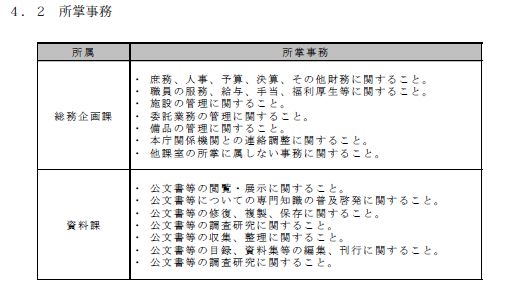 ４．２　所掌事務
所属　所掌事務
総務企画課
・ 庶務、人事、予算、決算、その他財務に関すること。
・ 職員の服務、給与、手当、福利厚生等に関すること。
・ 施設の管理に関すること。
・ 委託業務の管理に関すること。
・ 備品の管理に関すること。
・ 本庁関係機関との連絡調整に関すること。
・ 他課室の所掌に属しない事務に関すること。
資料課
・ 公文書等の閲覧・展示に関すること。
・ 公文書等についての専門知識の普及啓発に関すること。
・ 公文書等の修復、複製、保存に関すること。
・ 公文書等の調査研究に関すること。
・ 公文書等の収集、整理に関すること。
・ 公文書等の目録、資料集等の編集、刊行に関すること。
・ 公文書等の調査研究に関すること。